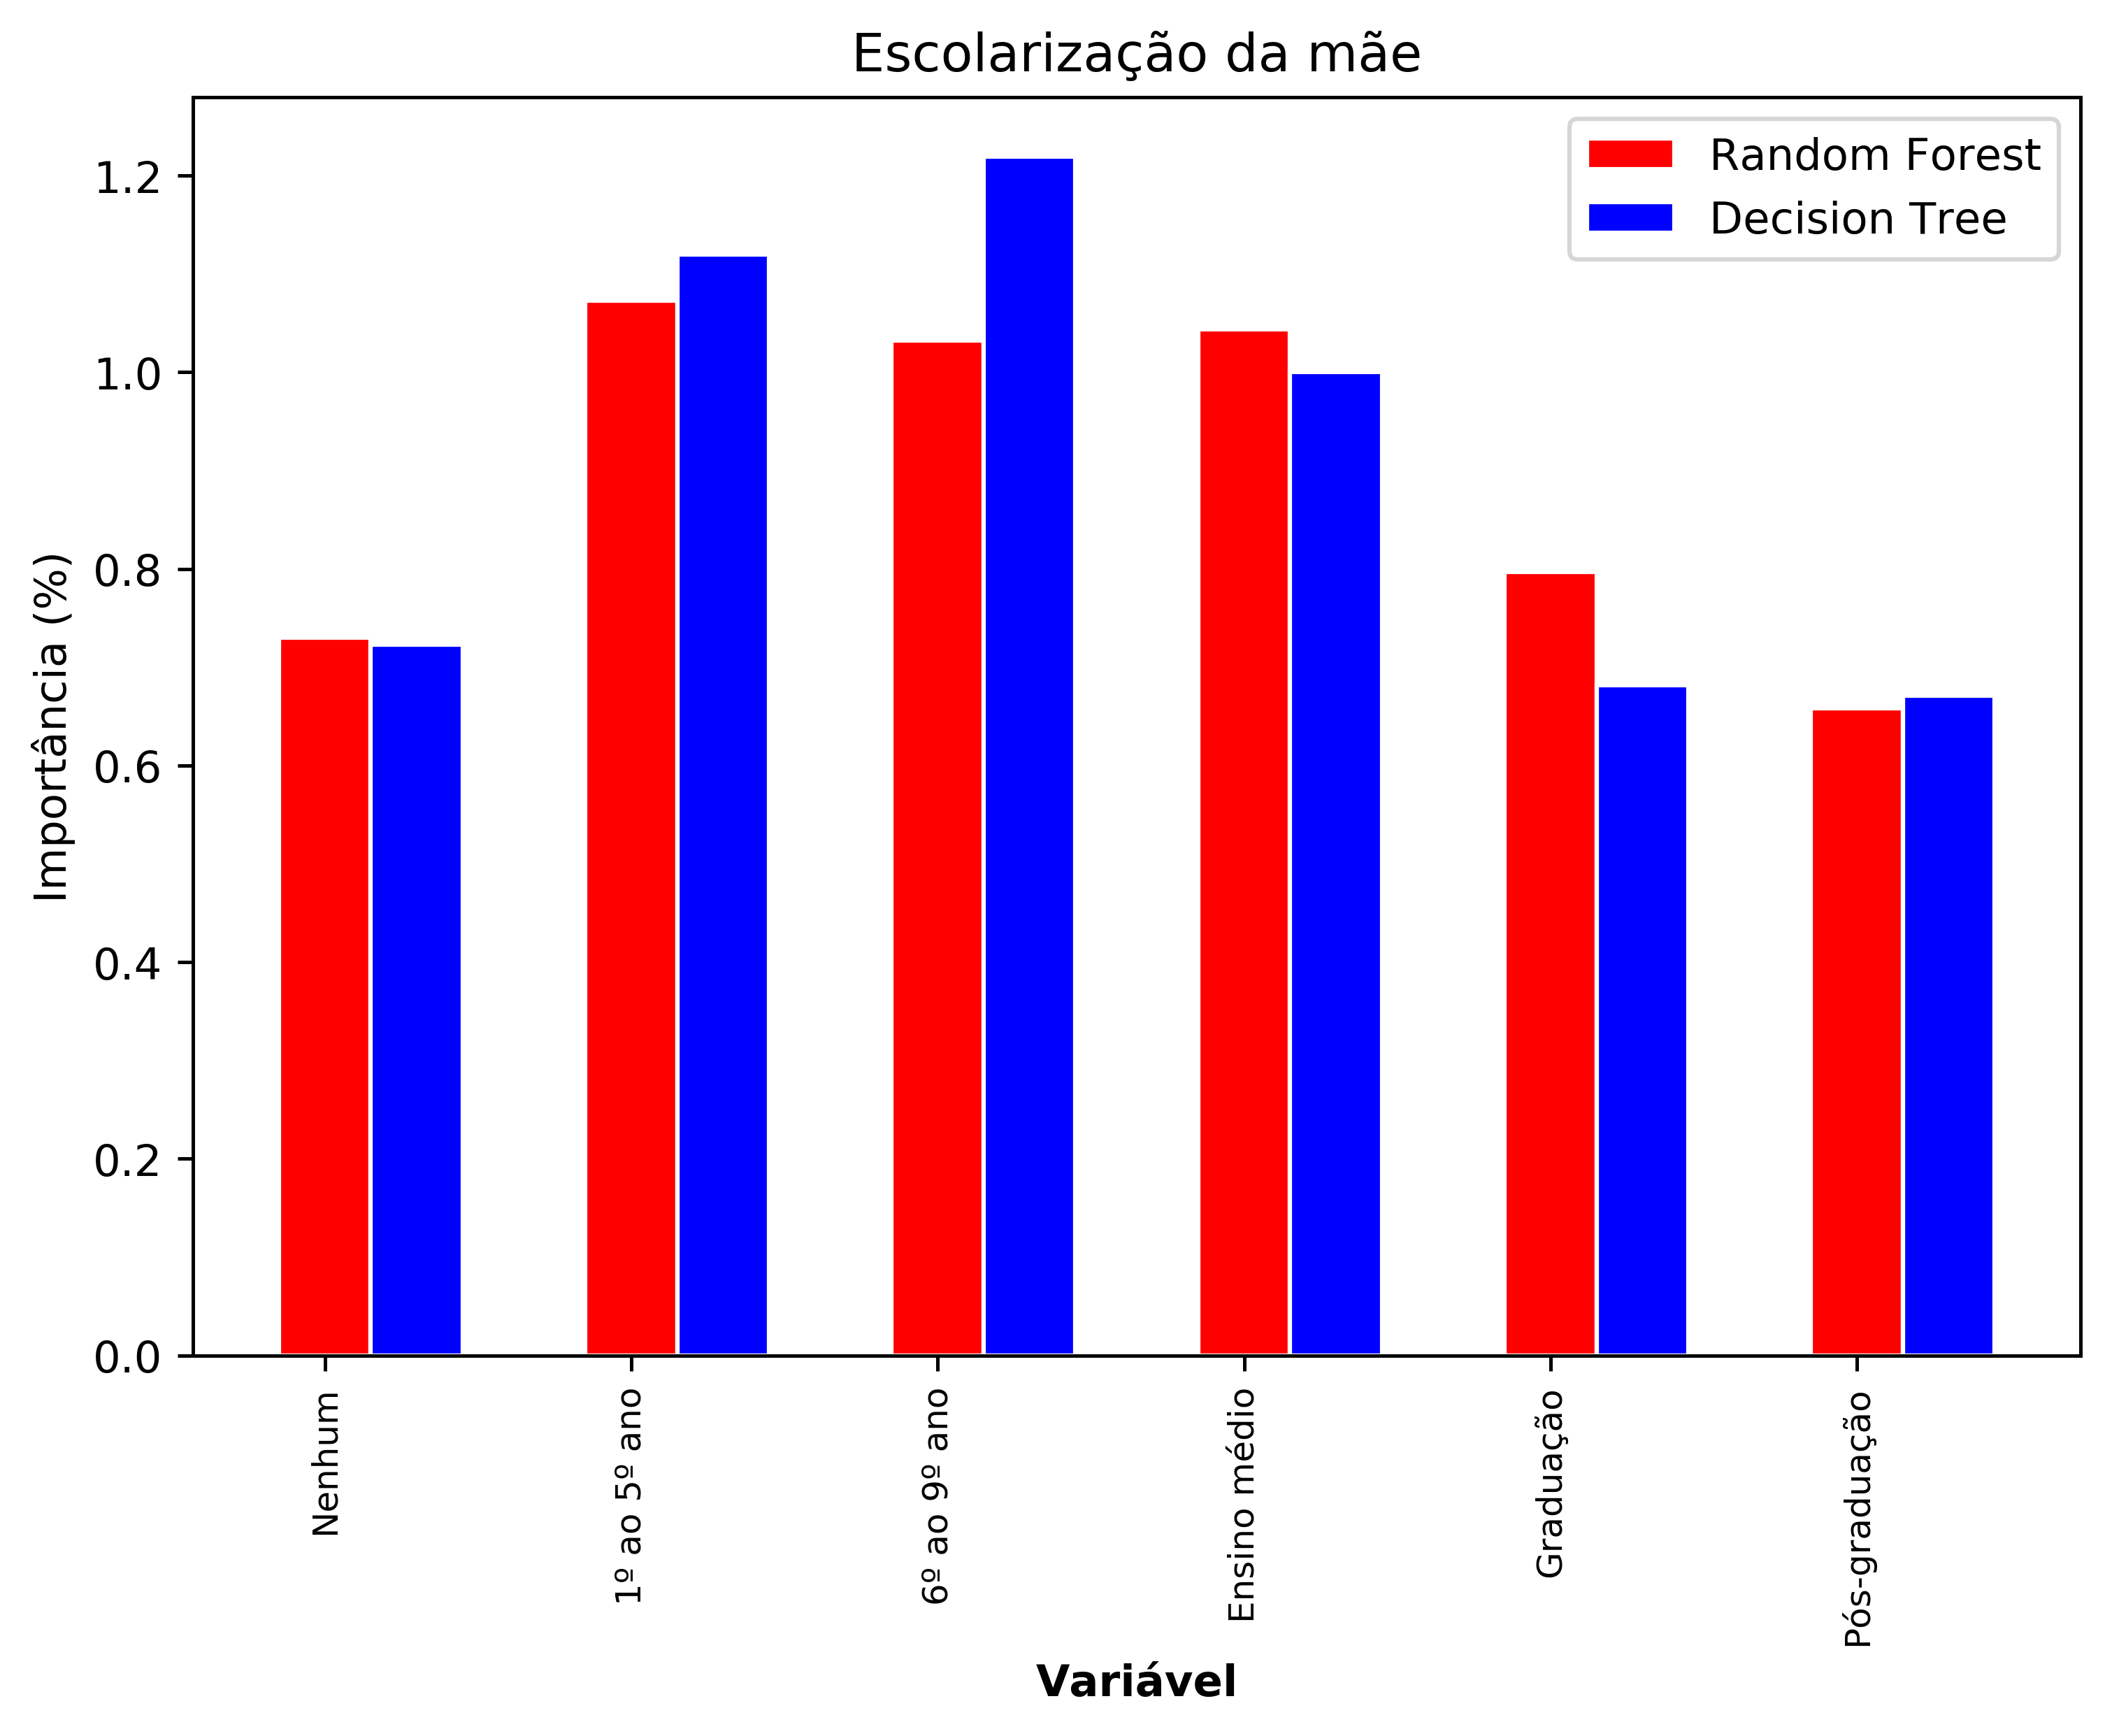 Escolarização da mãe
Random Forest
Decision Tree
Importância (%)
1.2
1.0
0.8
0.6
0.4
0.2
0.0
Nenhum
1º ao 5º ano
6º ao 9º ano
Ensino médio
Graduação
Pós-graduação
Variável